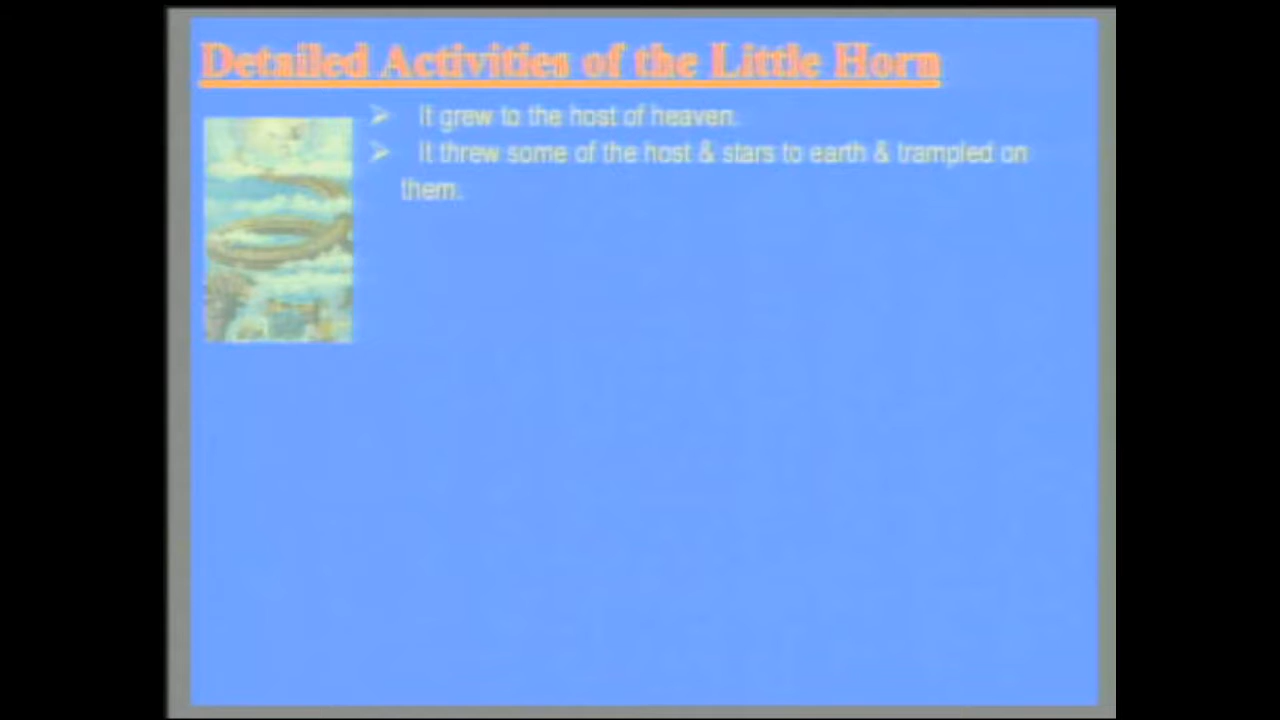 Detailed Activities of the Little Horn
➢ It grew to the host of heaven.
➢ It threw some of the host & stars to earth & trampled on
them.